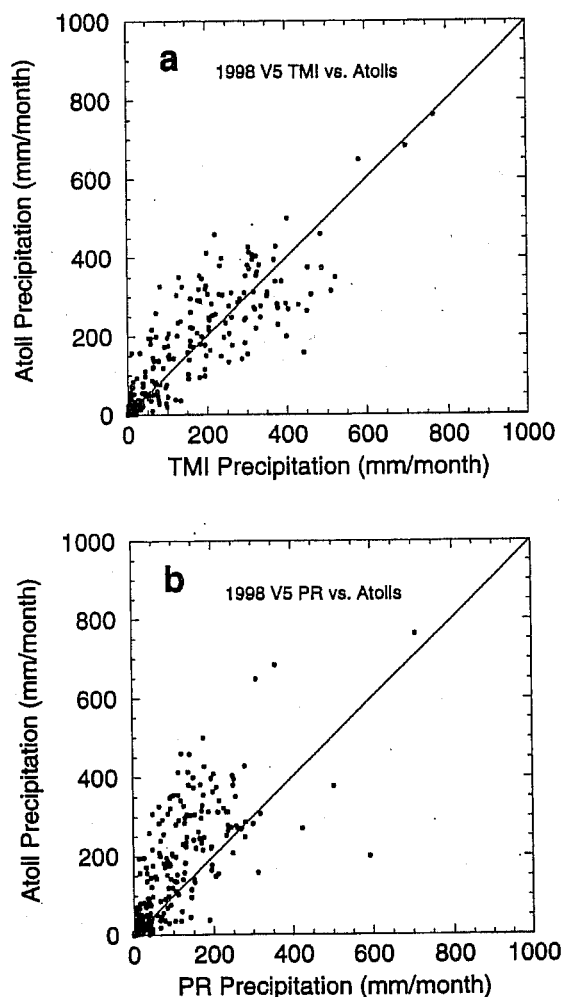 1000
a
1998 V5 TMI vs. Atolls
800
600
400
200
0
Atoll Precipitation (mm/month)
0 200 400 600 800 1000
TMI Precipitation (mm/month)
1000
b
1998 V5 PR vs. Atolls
800
600
400
200
0
Atoll Precipitation (mm/month)
0 200 400 600 800 1000
PR Precipitation (mm/month)